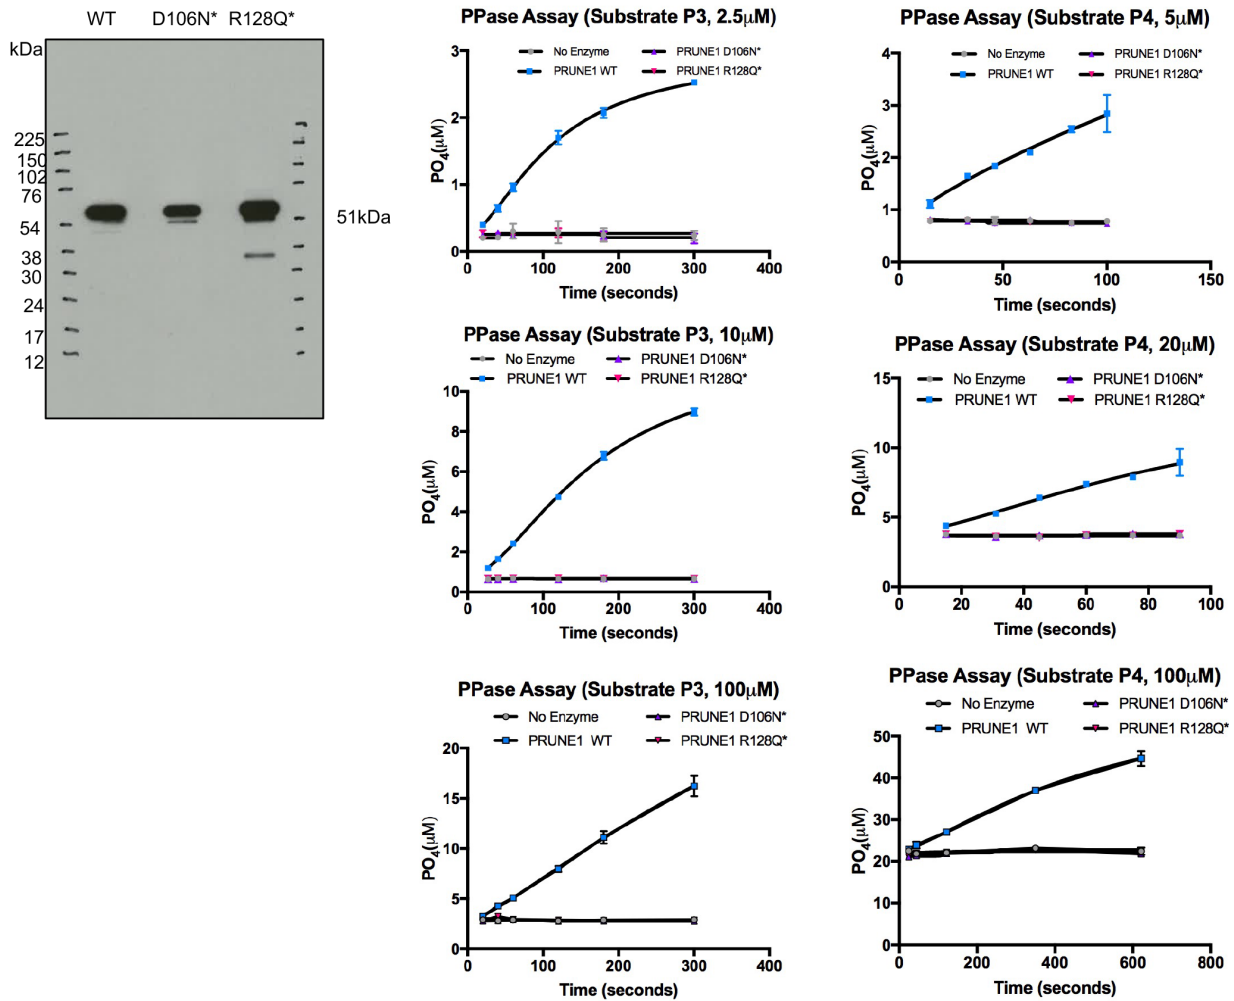 WT D106N* R128Q*
kDa
225
150
102
76
54
38
30
24
17
12
51kDa
PPase Assay (Substrate P3, 2.5μM)
No Enzyme PRUNE1 D106N*
PRUNE1 WT PRUNE1 R128Q*
3
2
1
0
PO4(μM)
0 100 200 300 400
Time (seconds)
PPase Assay (Substrate P4, 5μM)
No Enzyme PRUNE1 D106N*
PRUNE1 WT PRUNE1 R128Q*
4
3
2
1
0
PO4(μM)
0 50 100 150
Time (seconds)
PPase Assay (Substrate P3, 10μM)
No Enzyme PRUNE1 D106N*
PRUNE1 WT PRUNE1 R128Q*
10
8
6
4
2
0
PO4(μM)
0 100 200 300 400
Time (seconds)
PPase Assay (Substrate P4, 20μM)
No Enzyme PRUNE1 D106N*
PRUNE1 WT PRUNE1 R128Q*
15
10
5
0
PO4(μM)
0 20 40 60 80 100
Time (seconds)
PPase Assay (Substrate P3, 100μM)
No Enzyme PRUNE1 D106N*
PRUNE1 WT PRUNE1 R128Q*
20
15
10
5
0
PO4(μM)
0 100 200 300 400
Time (seconds)
PPase Assay (Substrate P4, 100μM)
No Enzyme PRUNE1 D106N*
PRUNE1 WT PRUNE1 R128Q*
50
40
30
20
10
0
PO4(μM)
0 200 400 600 800
Time (seconds)